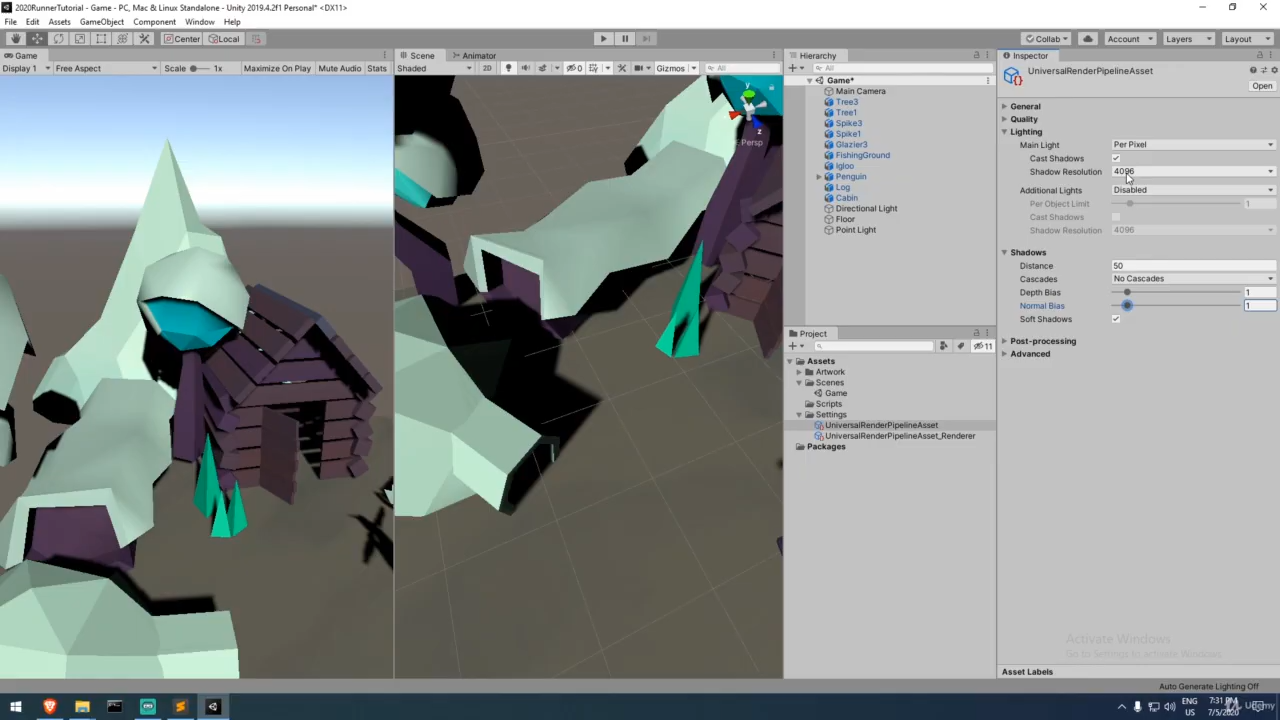 2020RunnerTutorial - Game - PC, Mac & Linux Standalone - Unity 2019.4.2f1 Personal* <DX11>
File Edit Assets GameObject Component Window Help
Center Local Collab Account Layers Layout
Game Scene Animator Hierarchy Inspector
Display 1 Free Aspect Scale 1x Maximize On Play Mute Audio Stats
Shaded 2D 0 Gizmos All
y
z
Persp
All
Game*
Main Camera
Tree3
Tree1
Spike3
Spike1
Glazier3
FishingGround
Igloo
Penguin
Log
Cabin
Directional Light
Floor
Point Light
Project
11
Assets
Artwork
Scenes
Game
Scripts
Settings
UniversalRenderPipelineAsset
UniversalRenderPipelineAsset_Renderer
Packages
UniversalRenderPipelineAsset
Open
General
Quality
Lighting
Main Light Per Pixel
Cast Shadows
Shadow Resolution 4096
Additional Lights Disabled
Per Object Limit 1
Cast Shadows
Shadow Resolution 4096
Shadows
Distance 50
Cascades No Cascades
Depth Bias 1
Normal Bias 1
Soft Shadows
Post-processing
Advanced
Activate Windows
Go to Settings to activate Windows.
Asset Labels
Auto Generate Lighting Off
ENG
US
7:31 PM
7/5/2020
Udemy